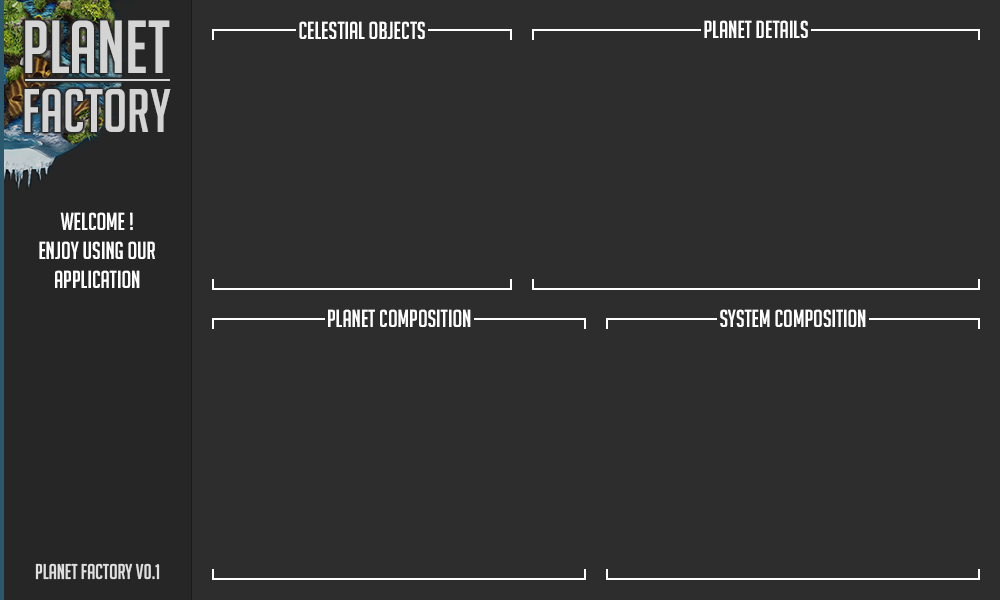 PLANET
FACTORY
WELCOME !
ENJOY USING OUR
APPLICATION
PLANET FACTORY V0.1
CELESTIAL OBJECTS
PLANET DETAILS
PLANET COMPOSITION
SYSTEM COMPOSITION